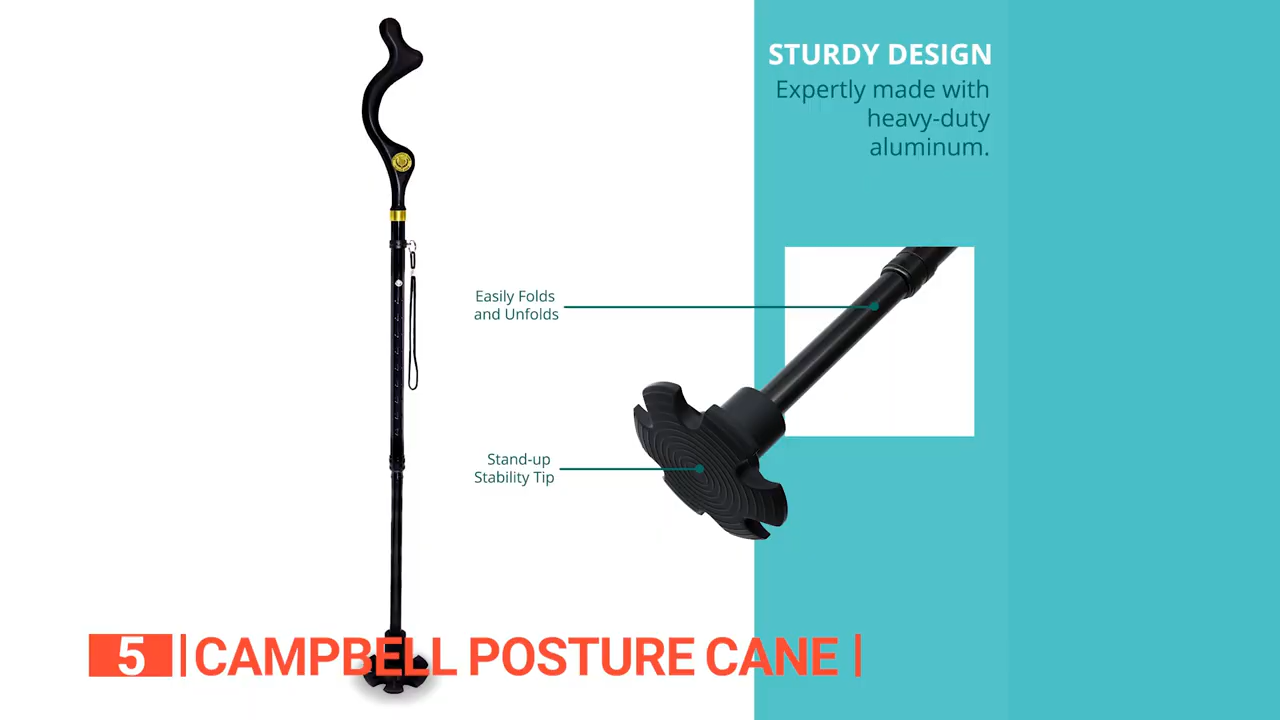 STURDY DESIGN
Expertly made with
heavy-duty
aluminum.
Easily Folds
and Unfolds
Stand-up
Stability Tip
5 CAMPBELL POSTURE CANE